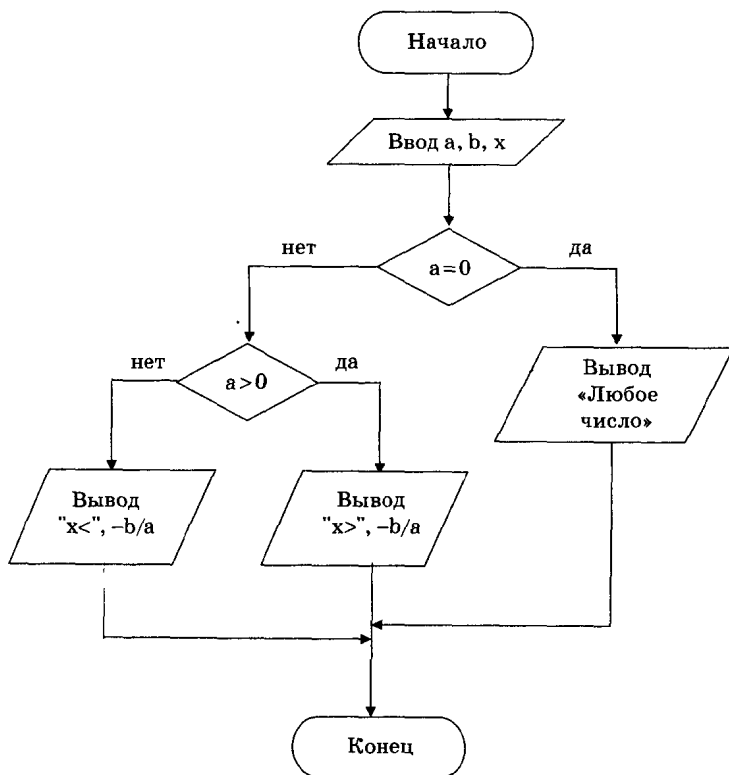 Начало
Ввод a, b, x
нет
a=0
да
нет
a>0
да
Вывод
«Любое
число»
Вывод
"x<", –b/a
Вывод
"x>", –b/a
Конец